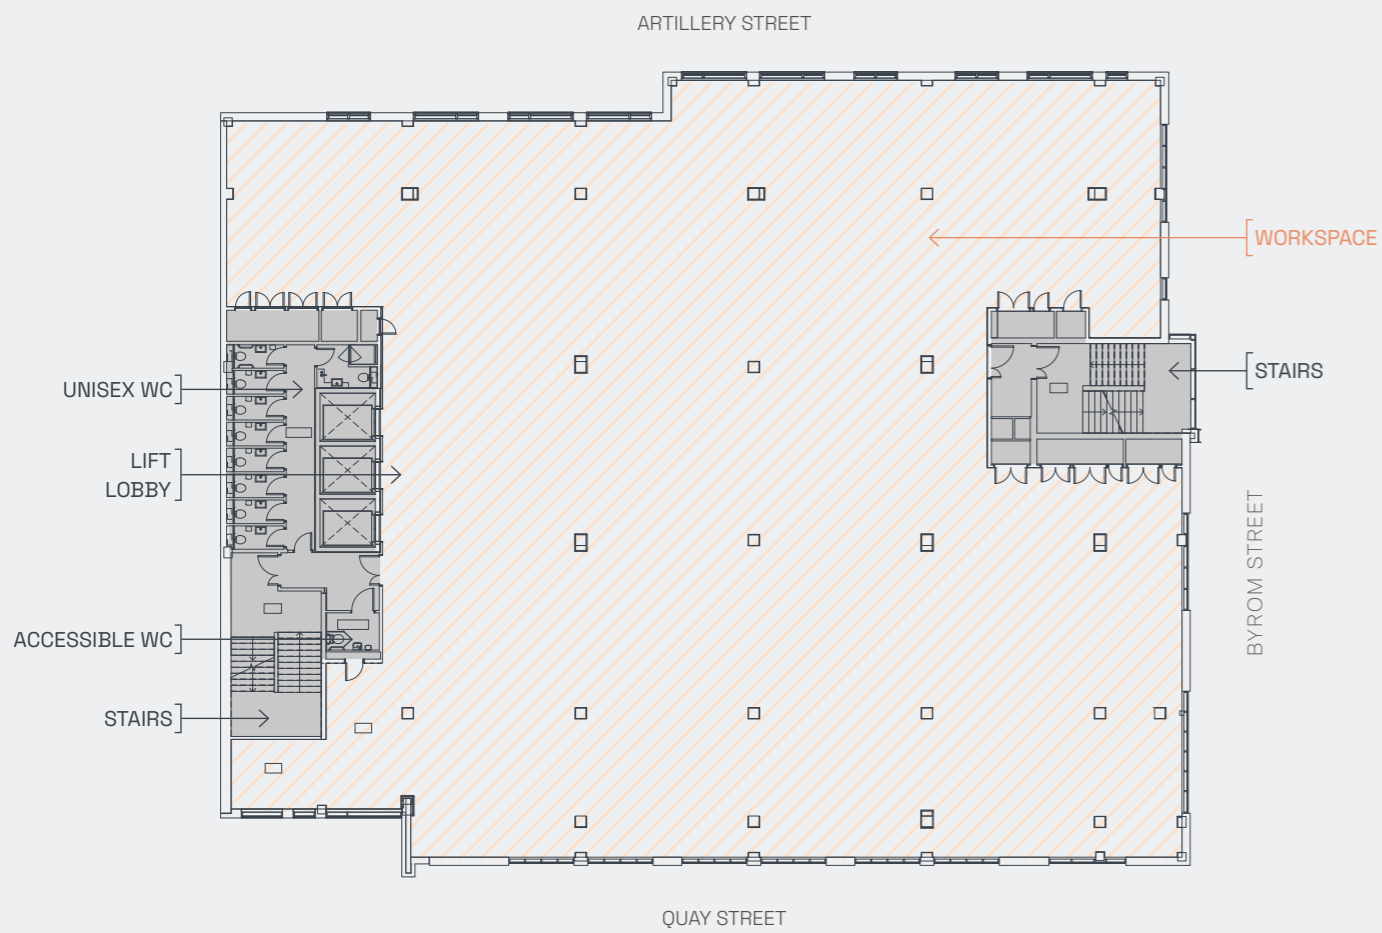 ARTILLERY STREET
WORKSPACE
STAIRS
UNISEX WC
LIFT
LOBBY
BYROM STREET
ACCESSIBLE WC
STAIRS
QUAY STREET